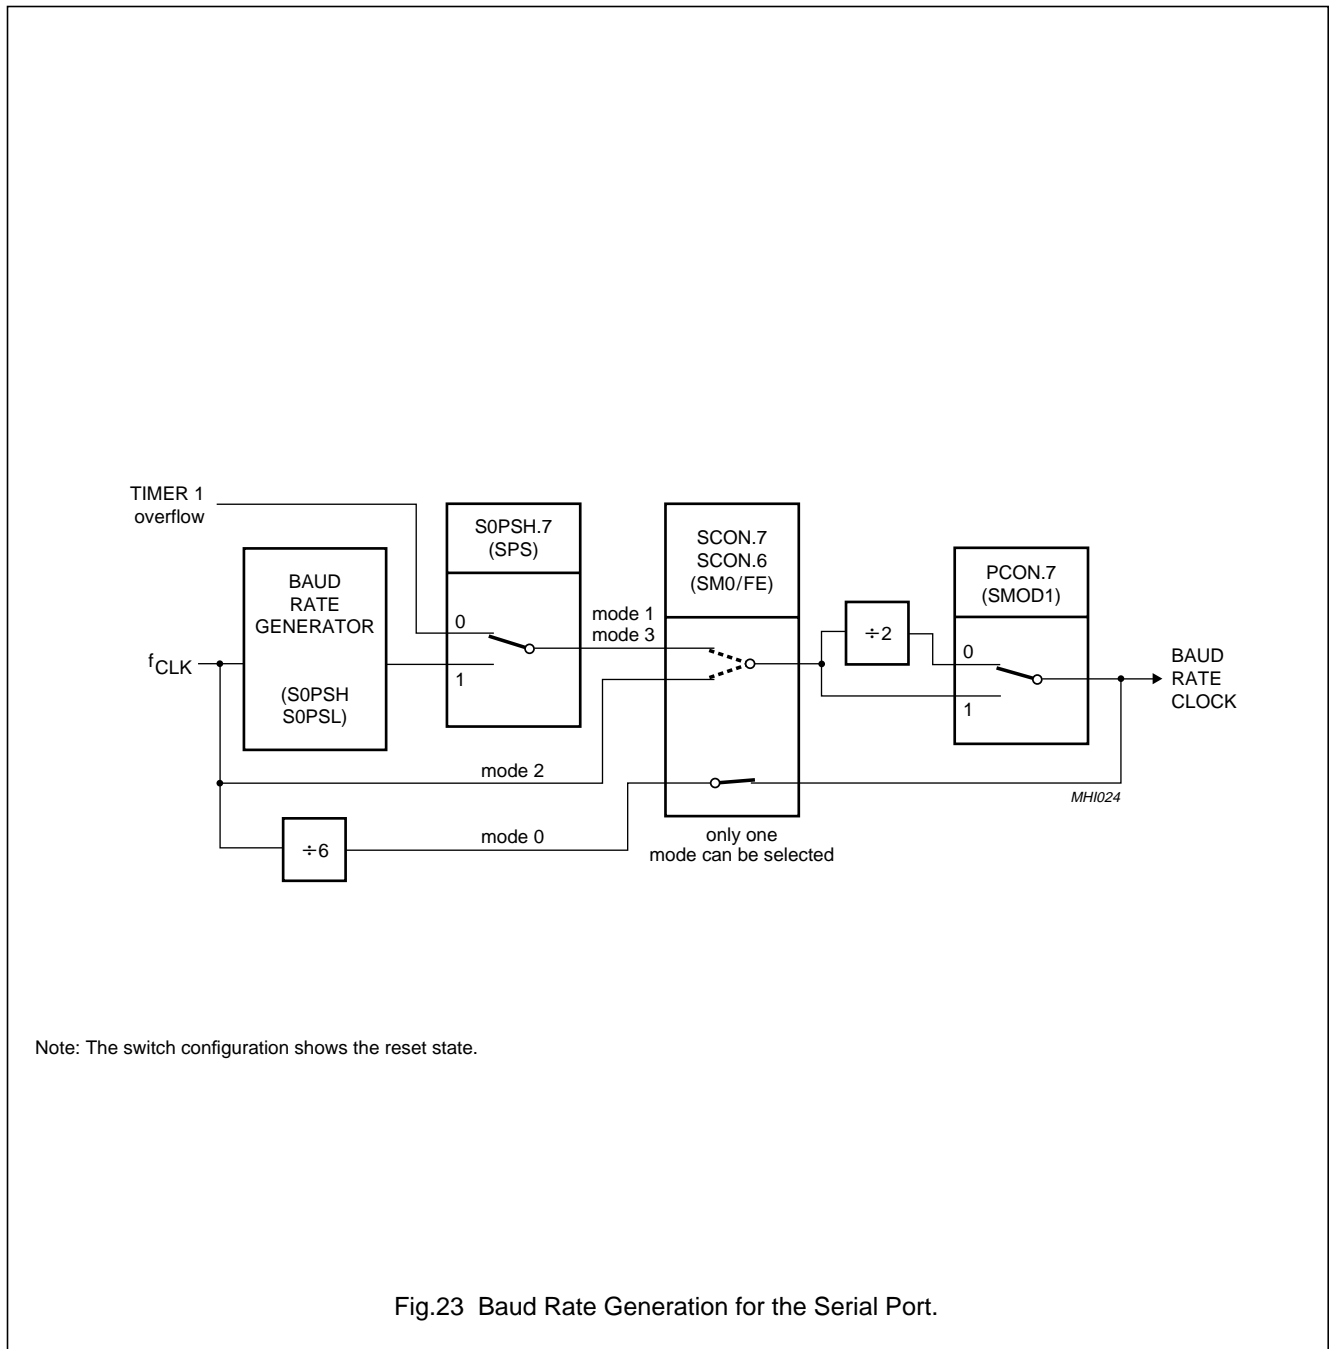 TIMER 1
overflow
S0PSH.7
(SPS)
SCON.7
SCON.6
(SM0/FE)
PCON.7
(SMOD1)
BAUD
RATE
GENERATOR
(S0PSH
S0PSL)
fCLK
0
1
mode 1
mode 3
÷2
0
1
BAUD
RATE
CLOCK
mode 2
MHI024
÷6
mode 0
only one
mode can be selected
Note: The switch configuration shows the reset state.
Fig.23 Baud Rate Generation for the Serial Port.